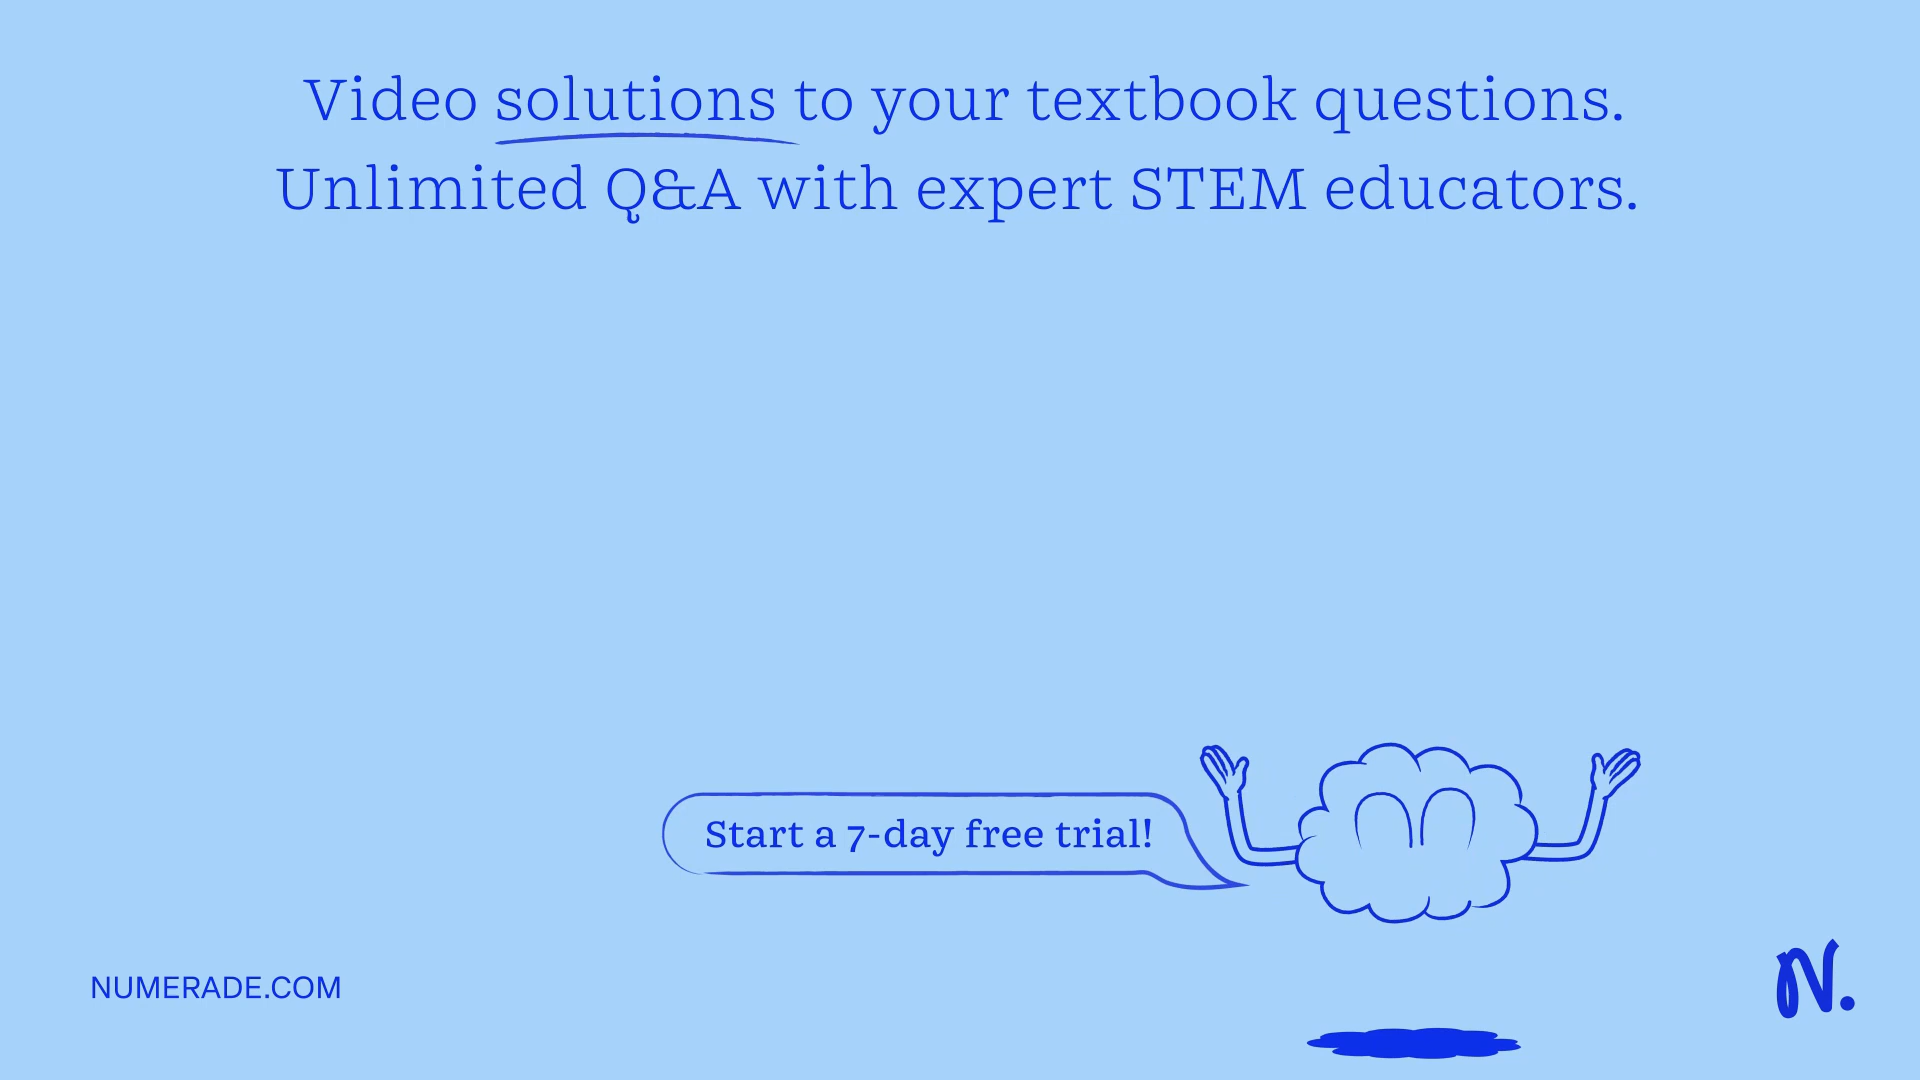 Video solutions to your textbook questions.
Unlimited Q&A with expert STEM educators.
Start a 7-day free trial!
NUMERADE.COM
N.